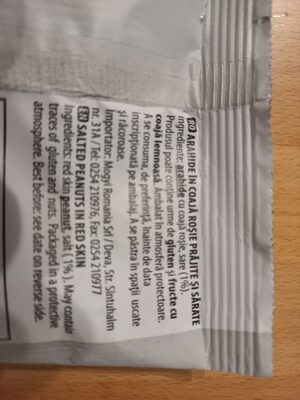 RO ARAHIDE ÎN COAJĂ ROȘIE PRĂJITE ȘI SĂRATE
Ingrediente: arahide cu coajă roșie, sare (1%).
Produsul poate conține urme de gluten și fructe cu
coajă lemnoasă. Ambalat în atmosferă protectoare.
A se consuma, de preferință, înainte de data
inscripționată pe ambalaj. A se păstra în spații uscate
și răcoroase.
Importator: Mogyi Romania Srl / Deva, Str. Sîntuhalm
nr. 31A / Tel: 0254 210976, Fax: 0254 210977
EN SALTED PEANUTS IN RED SKIN
Ingredients: red skin peanut, salt (1%). May contain
traces of gluten and nuts. Packaged in a protective
atmosphere. Best before: see date on reverse side.